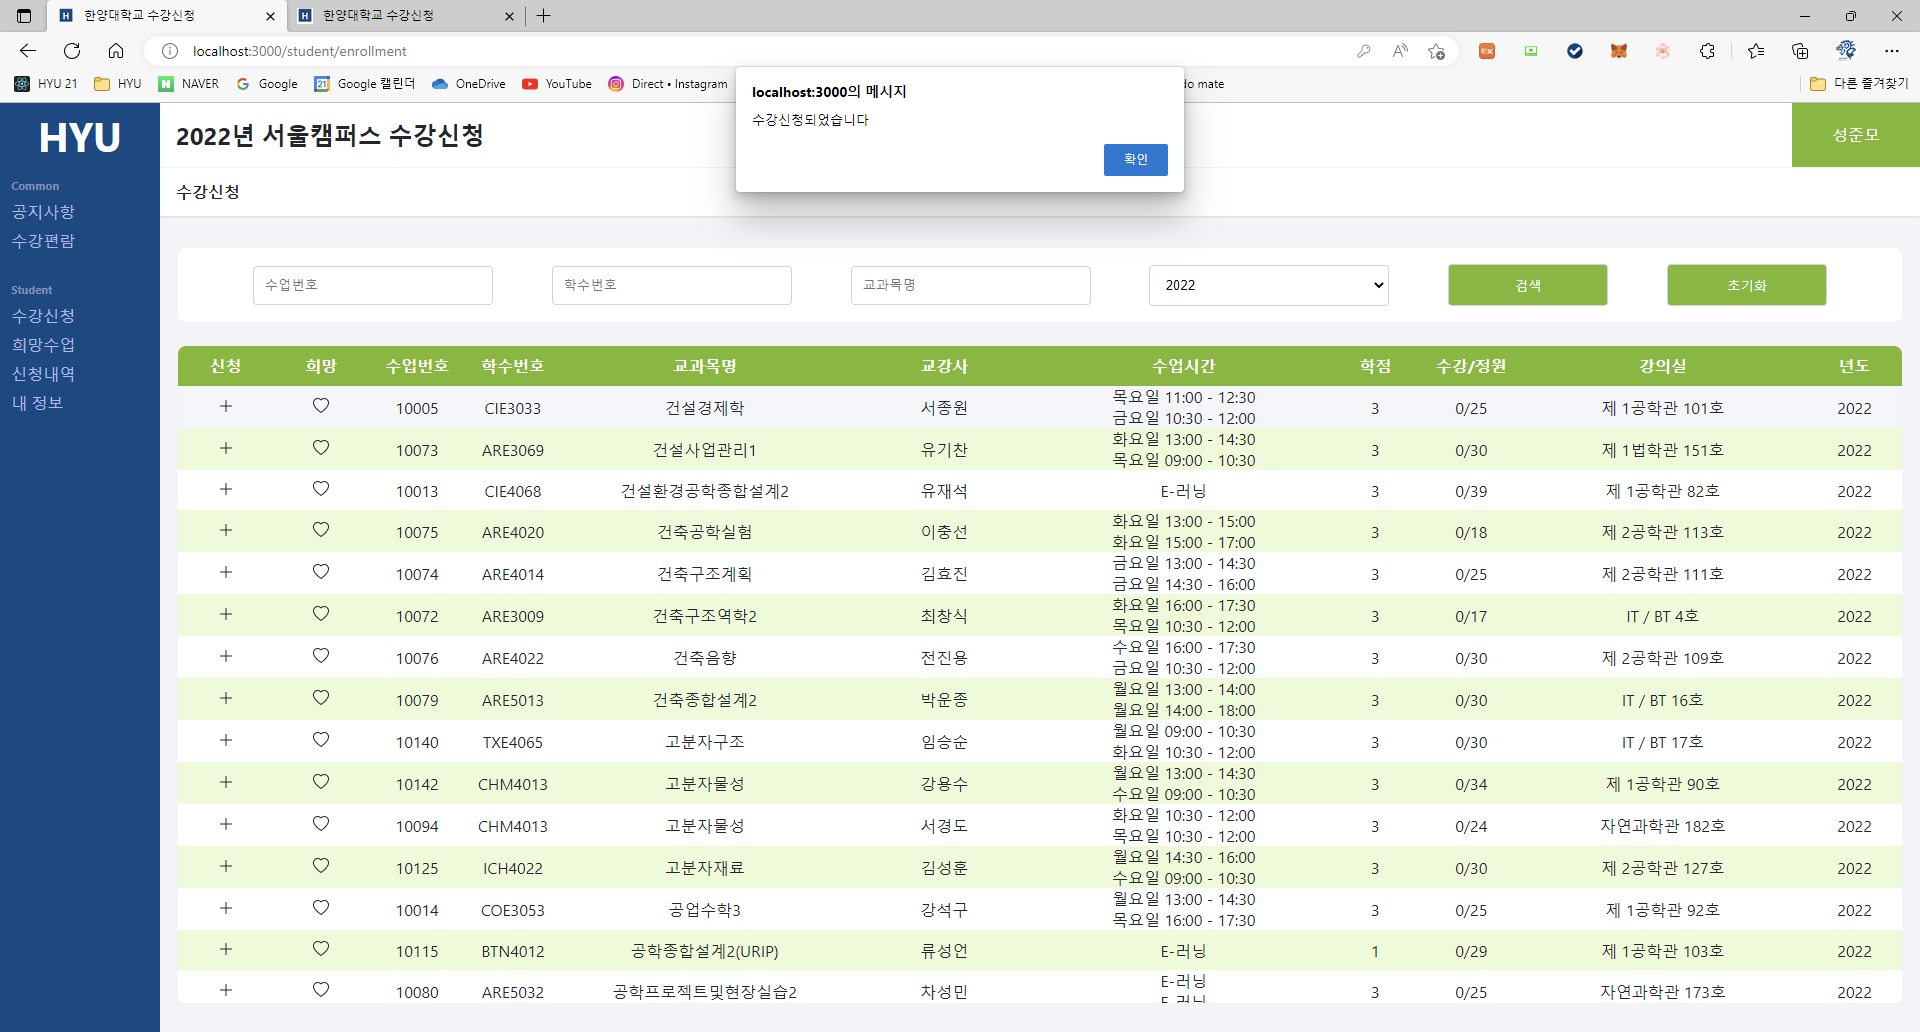 한양대학교 수강신청
한양대학교 수강신청
localhost:3000/student/enrollment
HYU 21 HYU NAVER Google Google 캘린더 OneDrive YouTube Direct • Instagram do mate 다른 즐겨찾기
localhost:3000의 메시지
수강신청되었습니다
확인
HYU
2022년 서울캠퍼스 수강신청
성준모
수강신청
Common
공지사항
수강편람
Student
수강신청
희망수업
신청내역
내 정보
수업번호 학수번호 교과목명 2022 검색 초기화
신청 희망 수업번호 학수번호 교과목명 교강사 수업시간 학점 수강/정원 강의실 년도
10005 CIE3033 건설경제학 서종원 목요일 11:00 - 12:30 3 0/25 제 1공학관 101호 2022
금요일 10:30 - 12:00
10073 ARE3069 건설사업관리1 유기찬 화요일 13:00 - 14:30 3 0/30 제 1법학관 151호 2022
목요일 09:00 - 10:30
10013 CIE4068 건설환경공학종합설계2 유재석 E-러닝 3 0/39 제 1공학관 82호 2022
10075 ARE4020 건축공학실험 이중선 화요일 13:00 - 15:00 3 0/18 제 2공학관 113호 2022
화요일 15:00 - 17:00
10074 ARE4014 건축구조계획 김효진 금요일 13:00 - 14:30 3 0/25 제 2공학관 111호 2022
금요일 14:30 - 16:00
10072 ARE3009 건축구조역학2 최창식 화요일 16:00 - 17:30 3 0/17 IT / BT 4호 2022
목요일 10:30 - 12:00
10076 ARE4022 건축음향 전진용 수요일 16:00 - 17:30 3 0/30 제 2공학관 109호 2022
금요일 10:30 - 12:00
10079 ARE5013 건축종합설계2 박운종 월요일 13:00 - 14:00 3 0/30 IT / BT 16호 2022
월요일 14:00 - 18:00
10140 TXE4065 고분자구조 임승순 월요일 09:00 - 10:30 3 0/30 IT / BT 17호 2022
화요일 10:30 - 12:00
10142 CHM4013 고분자물성 강용수 월요일 13:00 - 14:30 3 0/34 제 1공학관 90호 2022
수요일 09:00 - 10:30
10094 CHM4013 고분자물성 서경도 화요일 10:30 - 12:00 3 0/24 자연과학관 182호 2022
목요일 10:30 - 12:00
10125 ICH4022 고분자재료 김성훈 월요일 14:30 - 16:00 3 0/30 제 2공학관 127호 2022
수요일 09:00 - 10:30
10014 COE3053 공업수학3 강석구 월요일 13:00 - 14:30 3 0/25 제 1공학관 92호 2022
목요일 16:00 - 17:30
10115 BTN4012 공학종합설계2(URIP) 류성언 E-러닝 1 0/29 제 1공학관 103호 2022
10080 ARE5032 공학프로젝트및현장실습2 차성민 E-러닝 3 0/25 자연과학관 173호 2022
E-러닝